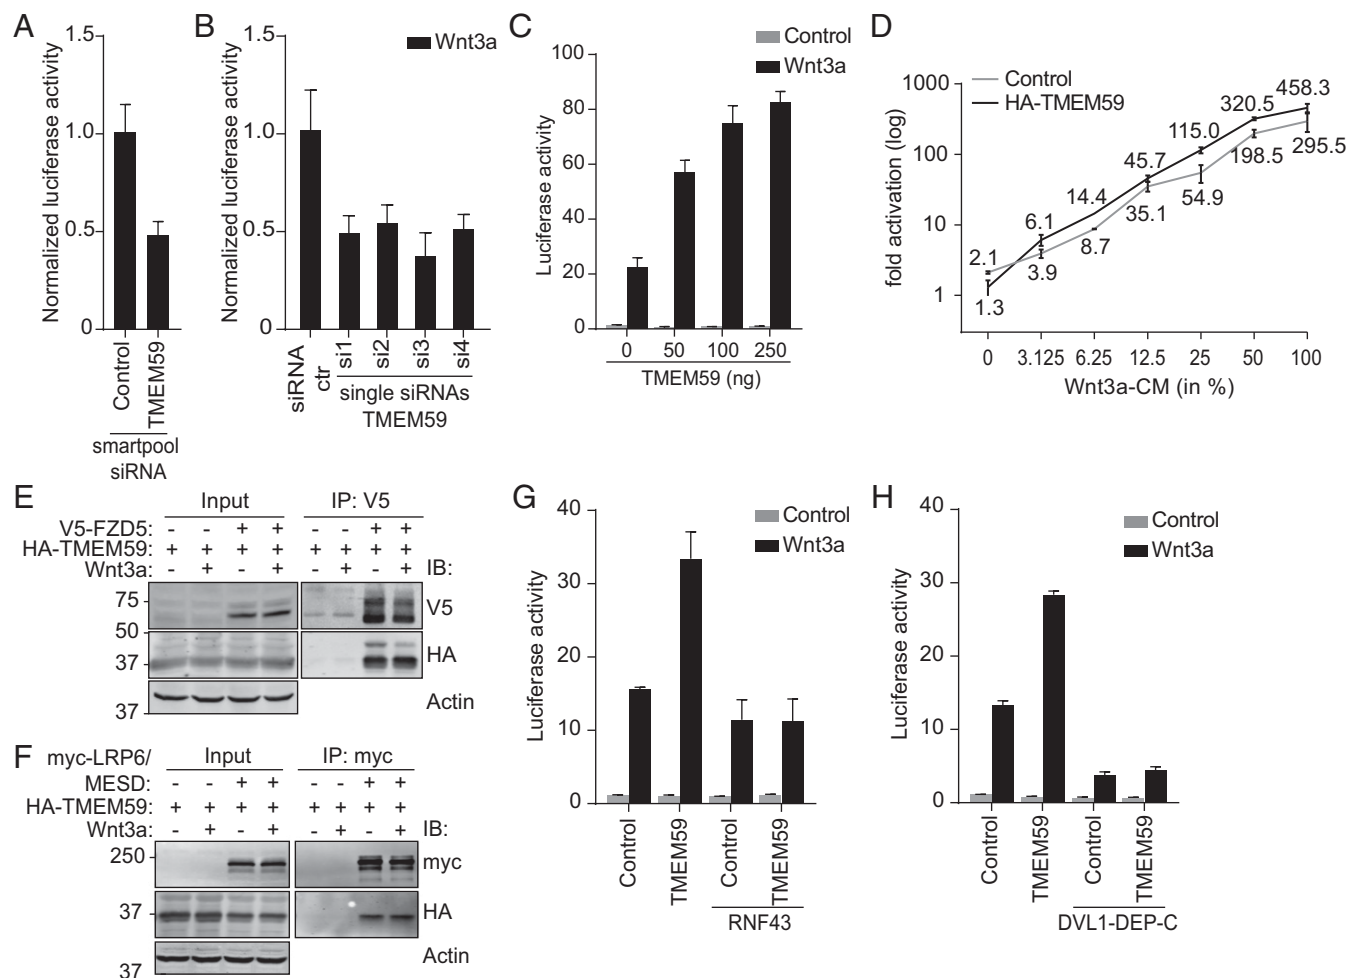 A
Normalized luciferase activity
1.5
1.0
0.5
0
Control
TMEM59
smartpool
siRNA
B
Normalized luciferase activity
1.5
1.0
0.5
0
Wnt3a
siRNA
ctr
si1
si2
si3
si4
single siRNAs
TMEM59
C
Luciferase activity
100
80
60
40
20
0
Control
Wnt3a
0 50 100 250
TMEM59 (ng)
D
fold activation (log)
1000
100
10
1
Control
HA-TMEM59
2.1
6.1
14.4
45.7
115.0
320.5
458.3
1.3
3.9
8.7
35.1
54.9
198.5
295.5
0 3.125 6.25 12.5 25 50 100
Wnt3a-CM (in %)
E
Input IP: V5
V5-FZD5: - - + + - - + +
HA-TMEM59: + + + + + + + +
Wnt3a: - + - + - + - + IB:
75
50
37
37
V5
HA
Actin
F
myc-LRP6/ Input IP: myc
MESD: - - + + - - + +
HA-TMEM59: + + + + + + + +
Wnt3a: - + - + - + - + IB:
250
37
37
myc
HA
Actin
G
Luciferase activity
40
30
20
10
0
Control
Wnt3a
Control
TMEM59
Control
TMEM59
RNF43
H
Luciferase activity
40
30
20
10
0
Control
Wnt3a
Control
TMEM59
Control
TMEM59
DVL1-DEP-C